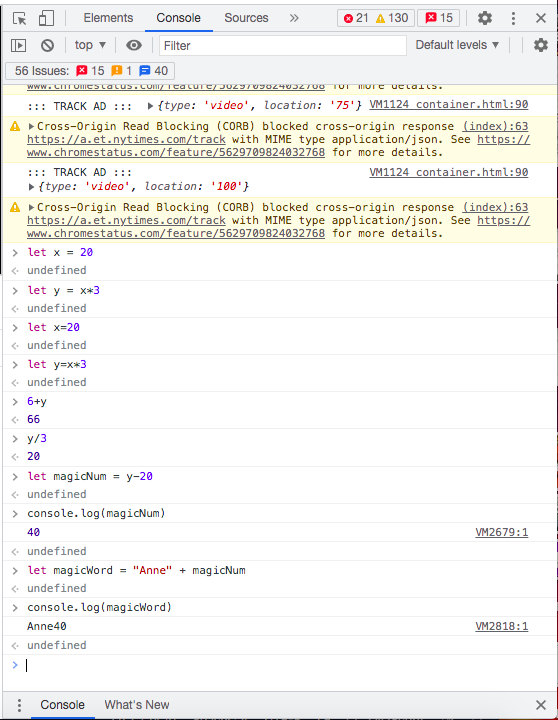 Elements Console Sources » 21 130 15
top ▼ Filter Default levels ▼
56 Issues: 15 1 40
www.chromestatus.com/feature/5629709824032768 for more details.
::: TRACK AD ::: ▶{type: 'video', location: '75'} VM1124 container.html:90
▶Cross-Origin Read Blocking (CORB) blocked cross-origin response (index):63
https://a.et.nytimes.com/track with MIME type application/json. See https://
www.chromestatus.com/feature/5629709824032768 for more details.
::: TRACK AD ::: VM1124 container.html:90
▶{type: 'video', location: '100'}
▶Cross-Origin Read Blocking (CORB) blocked cross-origin response (index):63
https://a.et.nytimes.com/track with MIME type application/json. See https://
www.chromestatus.com/feature/5629709824032768 for more details.
> let x = 20
undefined
> let y = x*3
undefined
> let x=20
undefined
> let y=x*3
undefined
> 6+y
66
> y/3
20
> let magicNum = y-20
undefined
> console.log(magicNum)
40 VM2679:1
undefined
> let magicWord = "Anne" + magicNum
undefined
> console.log(magicWord)
Anne40 VM2818:1
undefined
>
Console What's New